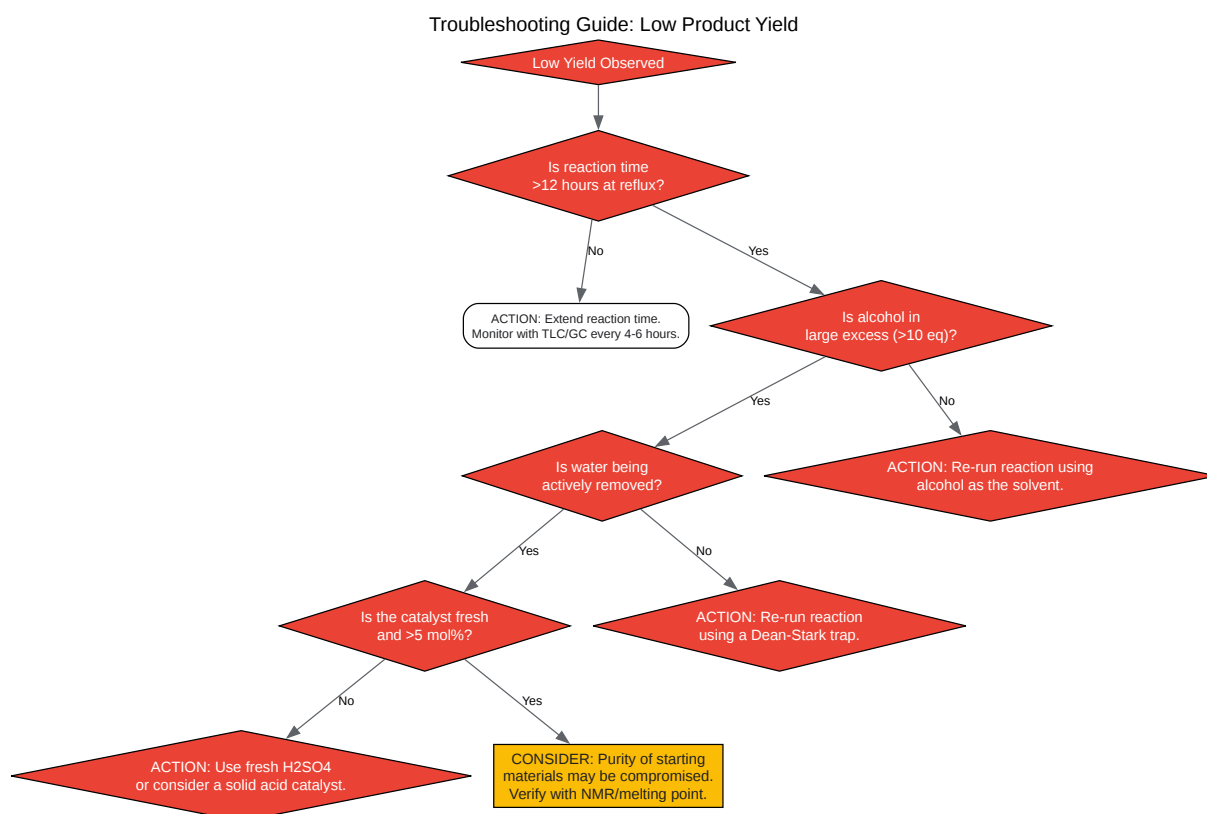 Troubleshooting Guide: Low Product Yield
Low Yield Observed
Is reaction time
>12 hours at reflux?
No
Yes
ACTION: Extend reaction time.
Monitor with TLC/GC every 4-6 hours.
Is alcohol in
large excess (>10 eq)?
Yes
No
Is water being
actively removed?
ACTION: Re-run reaction using
alcohol as the solvent.
Yes
No
Is the catalyst fresh
and >5 mol%?
ACTION: Re-run reaction
using a Dean-Stark trap.
No
Yes
ACTION: Use fresh H2SO4
or consider a solid acid catalyst.
CONSIDER: Purity of starting
materials may be compromised.
Verify with NMR/melting point.